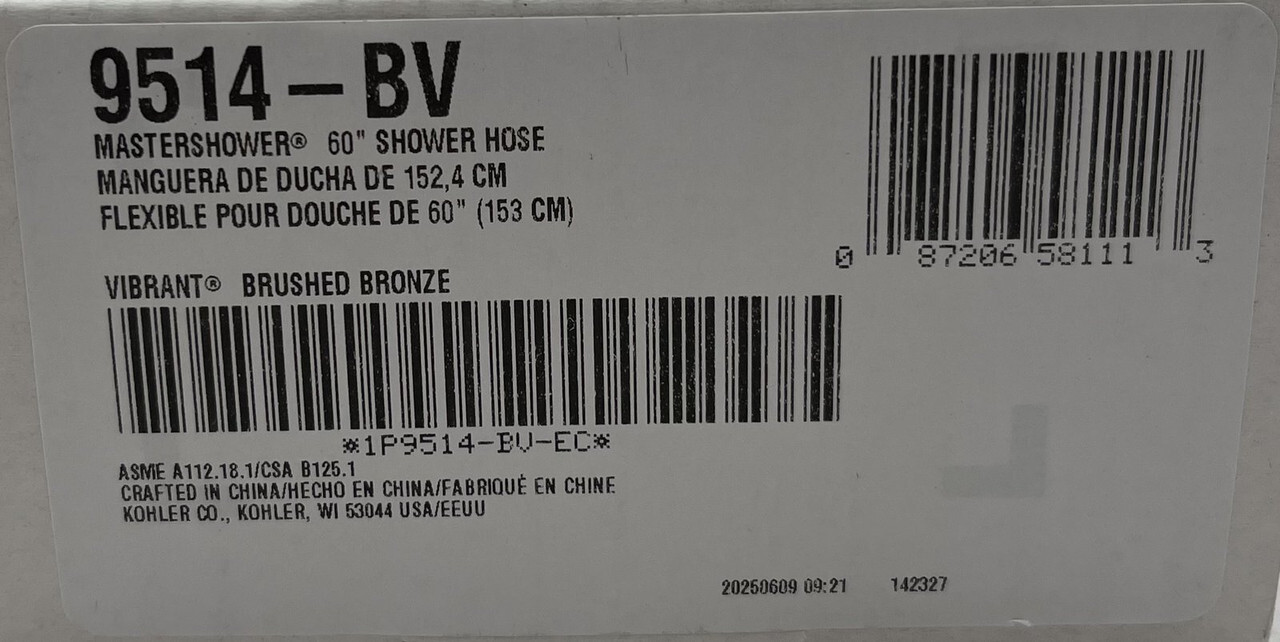 9514-BV
MASTERSHOWER® 60" SHOWER HOSE
MANGUERA DE DUCHA DE 152,4 CM
FLEXIBLE POUR DOUCHE DE 60" (153 CM)
0 87206 58111 3
VIBRANT® BRUSHED BRONZE
*1P9514-BV-EC*
ASME A112.18.1/CSA B125.1
CRAFTED IN CHINA/HECHO EN CHINA/FABRIQUÉ EN CHINE
KOHLER CO., KOHLER, WI 53044 USA/EEUU
20250609 09:21 142327